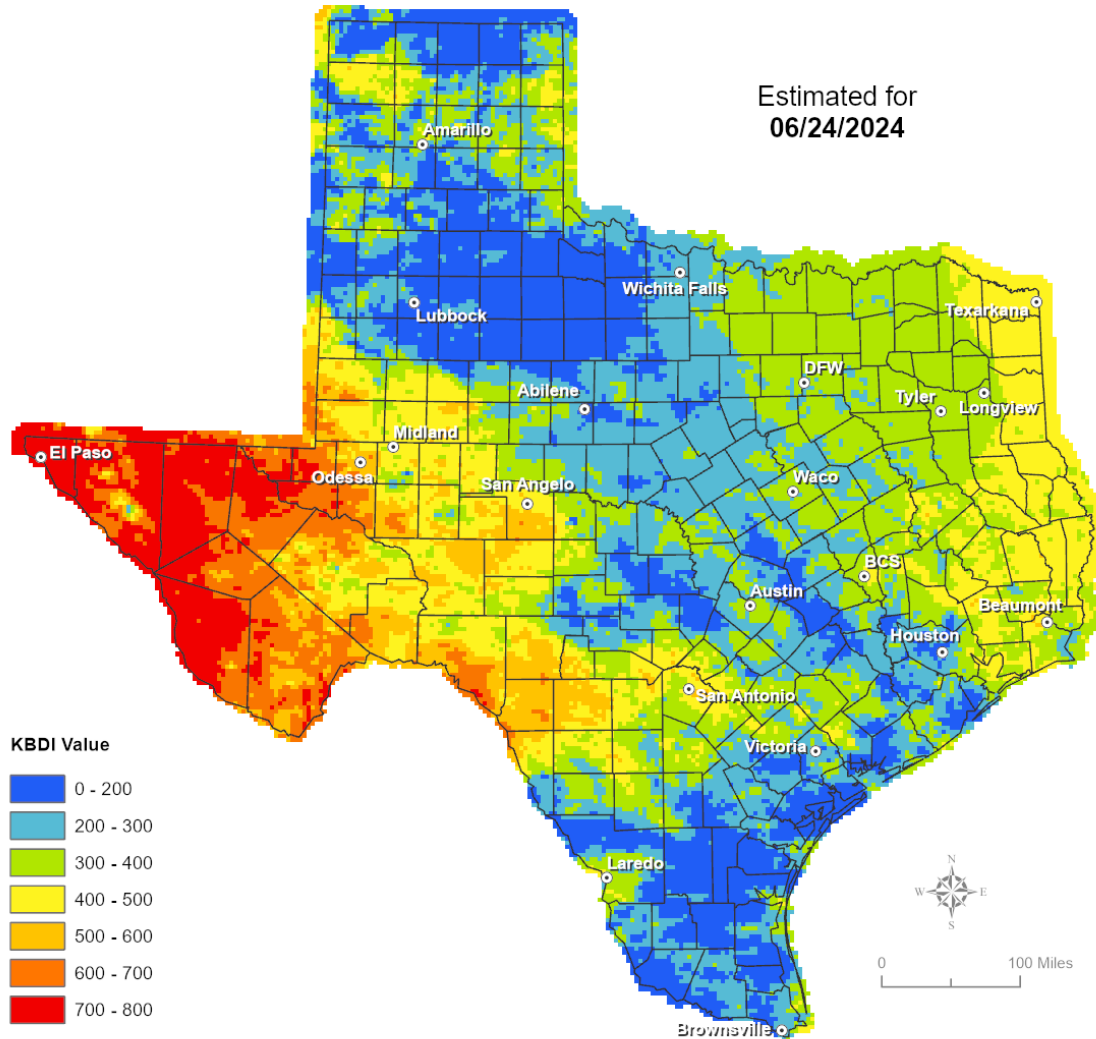 Estimated for
06/24/2024
Amarillo
Wichita Falls
Lubbock
Texarkana
DFW
Abilene
Tyler
Longview
Midland
El Paso
Odessa
San Angelo
Waco
BCS
Austin
Beaumont
Houston
San Antonio
Victoria
Laredo
Brownsville
KBDI Value
0 - 200
200 - 300
300 - 400
400 - 500
500 - 600
600 - 700
700 - 800
N
W
E
S
0
100 Miles